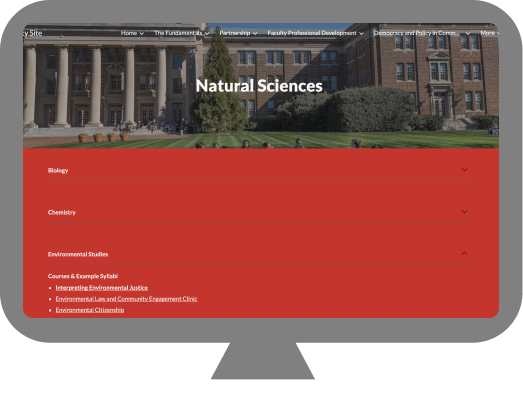 y Site Home The Fundamentals Partnership Faculty Professional Development Democracy and Policy in Comm... More
Natural Sciences
Biology
Chemistry
Environmental Studies
Courses & Example Syllabi
Interpreting Environmental Justice
Environmental Law and Community Engagement Clinic
Environmental Citizenship